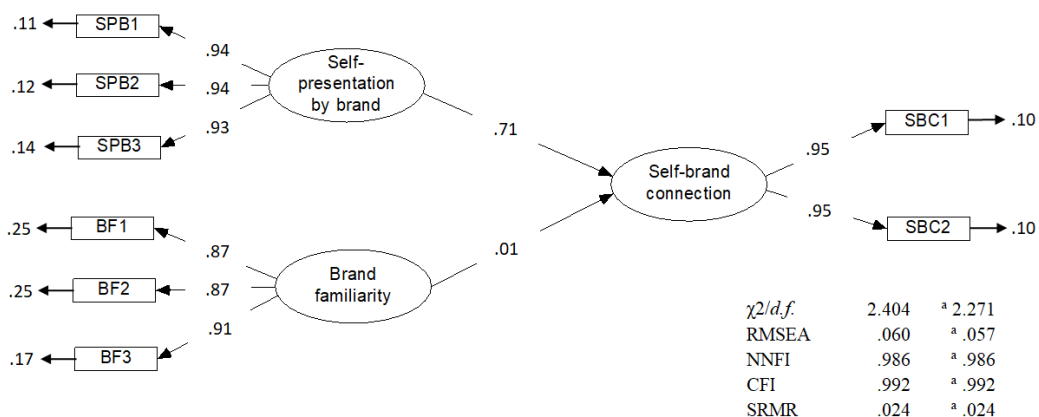 .11
SPB1
.94
Self-
presentation
by brand
.12
SPB2
.94
.14
SPB3
.93
.71
SBC1
.10
.95
Self-brand
connection
.95
SBC2
.10
.25
BF1
.87
.01
Brand
familiarity
.25
BF2
.87
.17
BF3
.91
χ2/d.f. 2.404 ᵃ 2.271
RMSEA .060 ᵃ .057
NNFI .986 ᵃ .986
CFI .992 ᵃ .992
SRMR .024 ᵃ .024